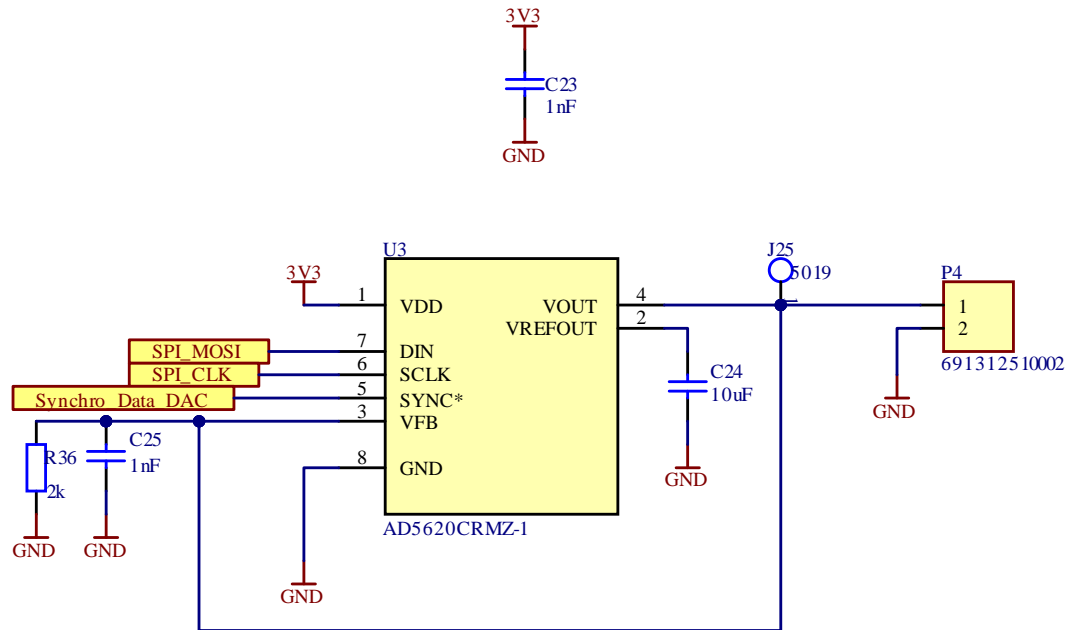 3V3
C23
1nF
GND
U3
J25
5019
3V3
P4
1
VDD
VOUT
4
1
1
VREFOUT
2
2
SPI_MOSI
7
DIN
SPI_CLK
6
SCLK
C24
Synchro_Data_DAC
5
SYNC*
10uF
691312510002
3
VFB
GND
C25
R36
1nF
8
GND
2k
GND
AD5620CRMZ-1
GND
GND
GND